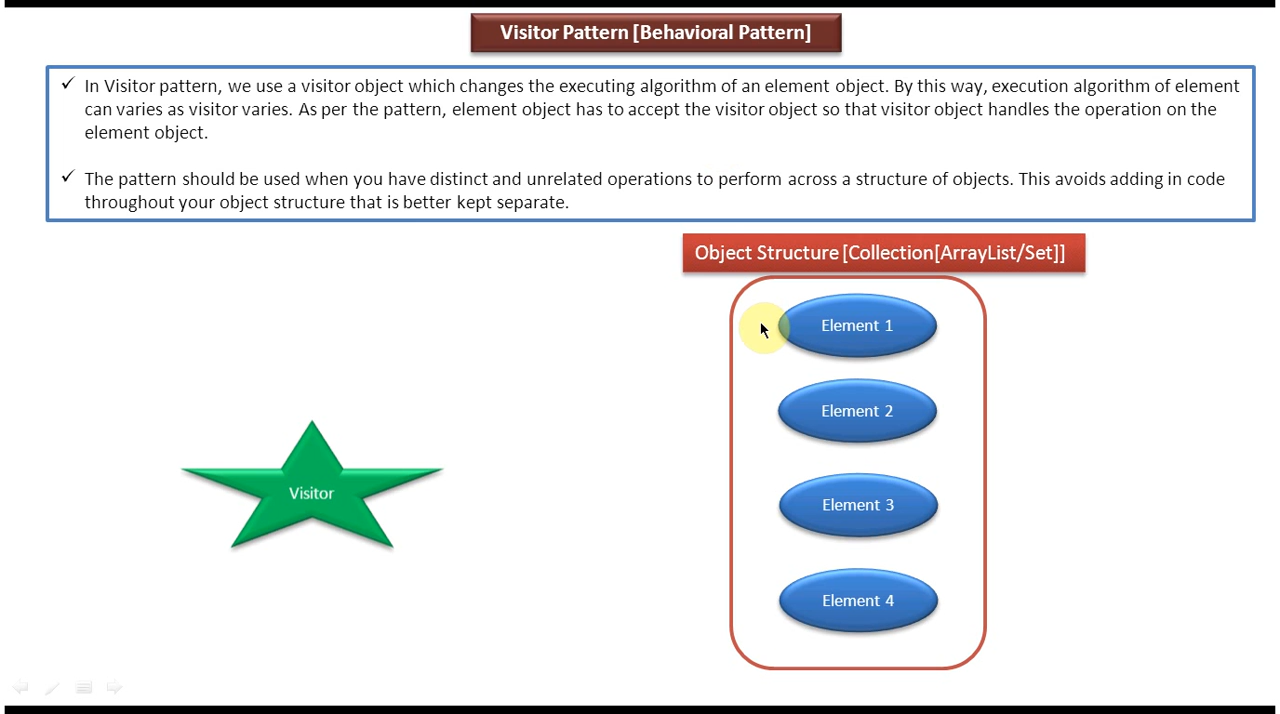 Visitor Pattern [Behavioral Pattern]
In Visitor pattern, we use a visitor object which changes the executing algorithm of an element object. By this way, execution algorithm of element
can varies as visitor varies. As per the pattern, element object has to accept the visitor object so that visitor object handles the operation on the
element object.
The pattern should be used when you have distinct and unrelated operations to perform across a structure of objects. This avoids adding in code
throughout your object structure that is better kept separate.
Object Structure [Collection[ArrayList/Set]]
Element 1
Element 2
Visitor
Element 3
Element 4